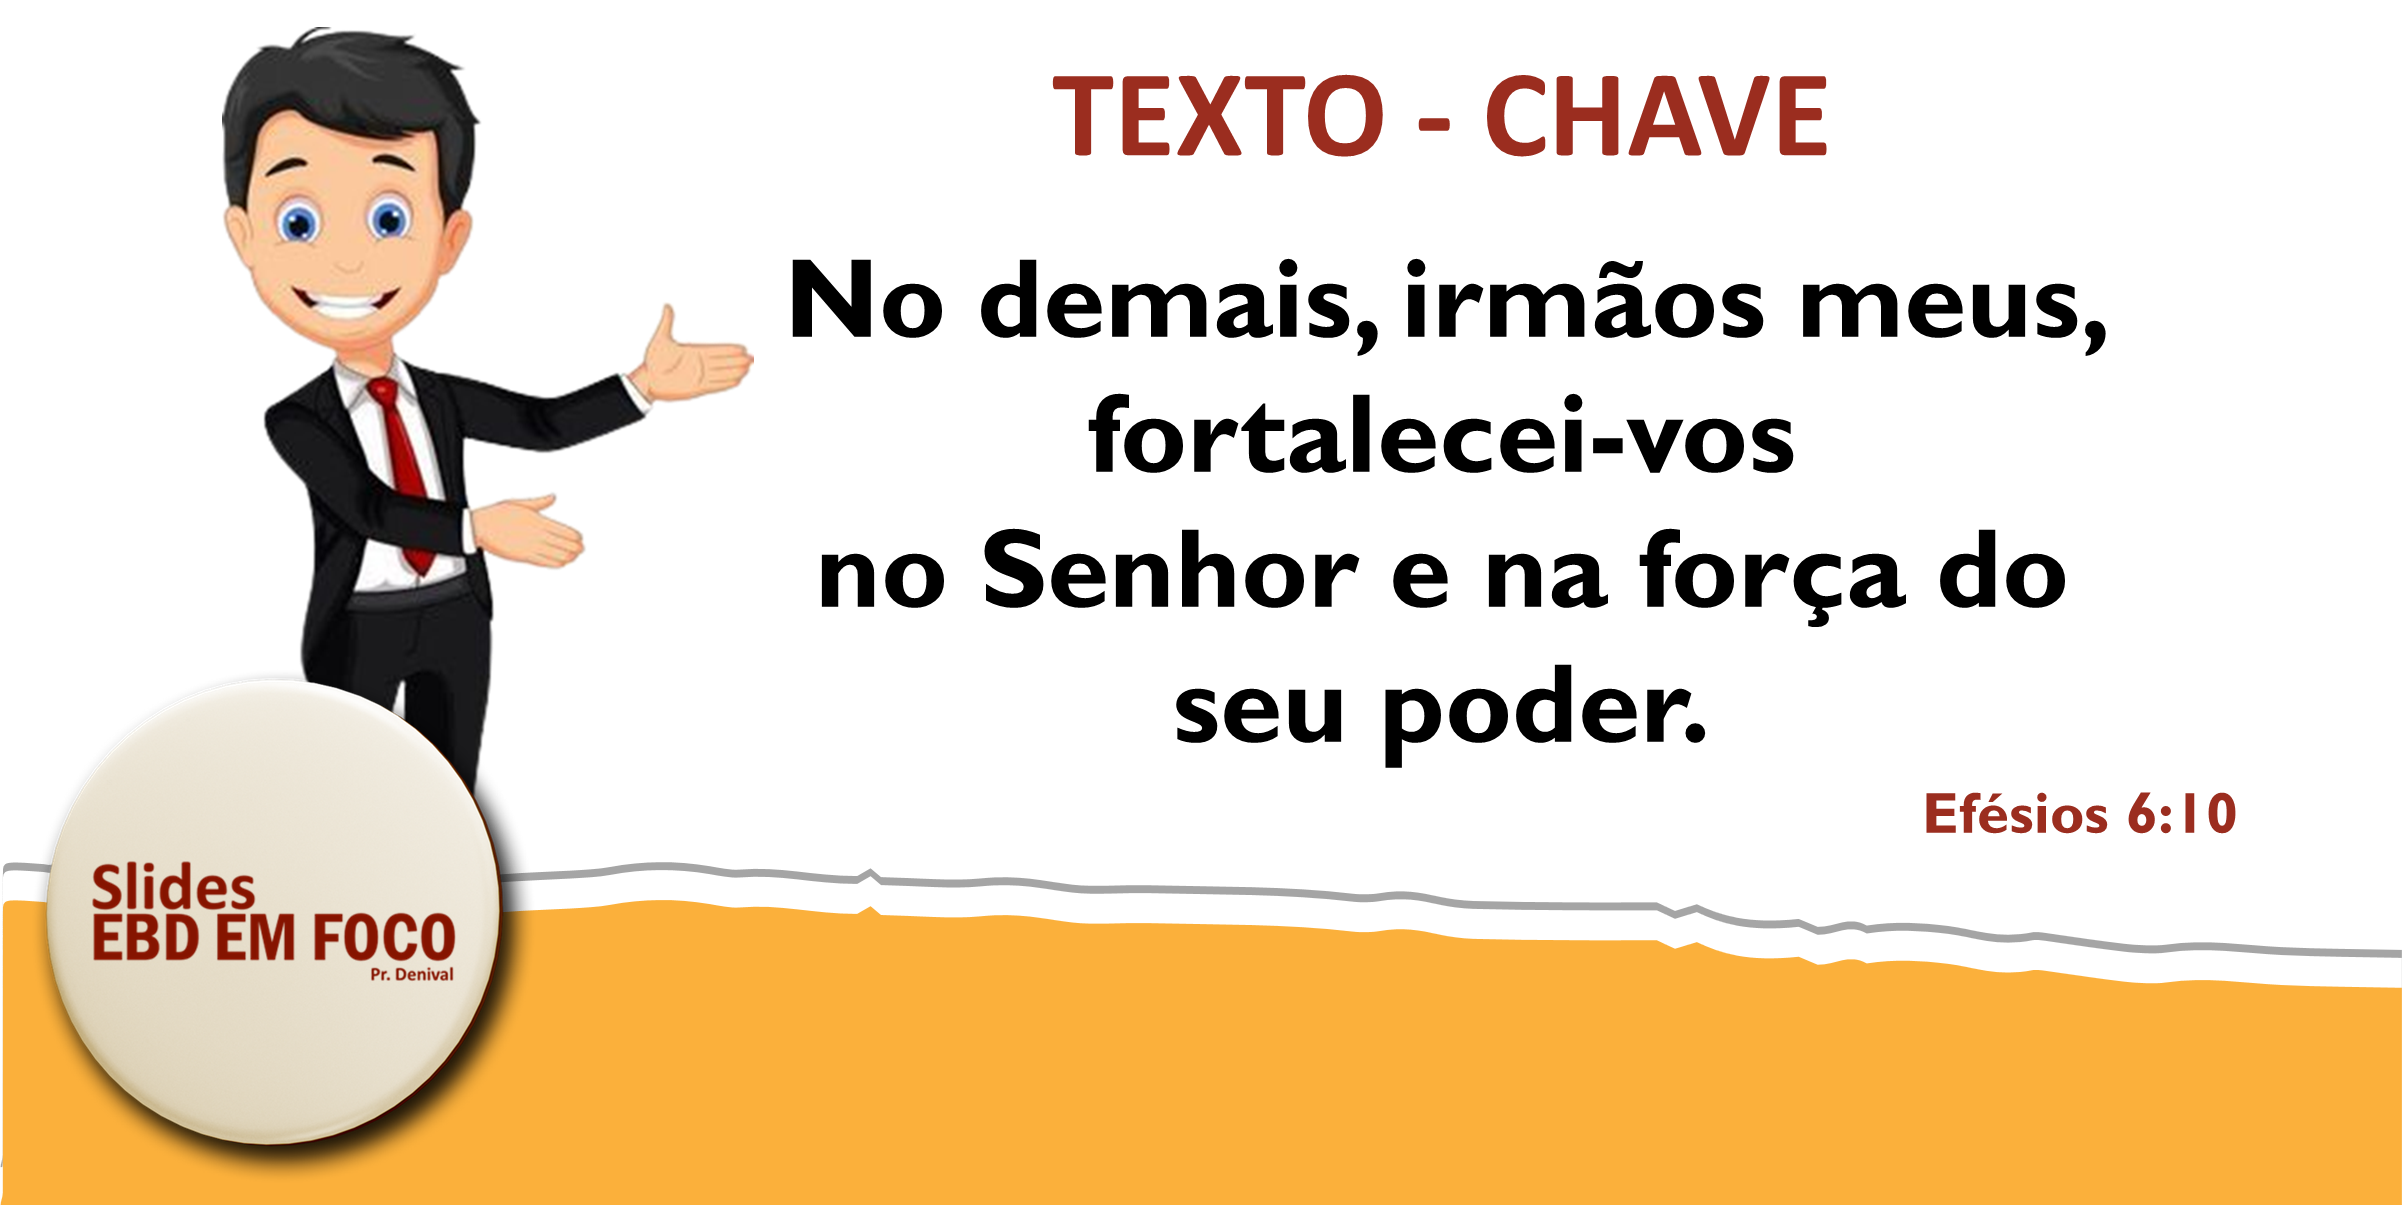 TEXTO - CHAVE
No demais, irmãos meus,
fortalecei-vos
no Senhor e na força do
seu poder.
Efésios 6:10
Slides
EBD EM FOCO
Pr. Denival